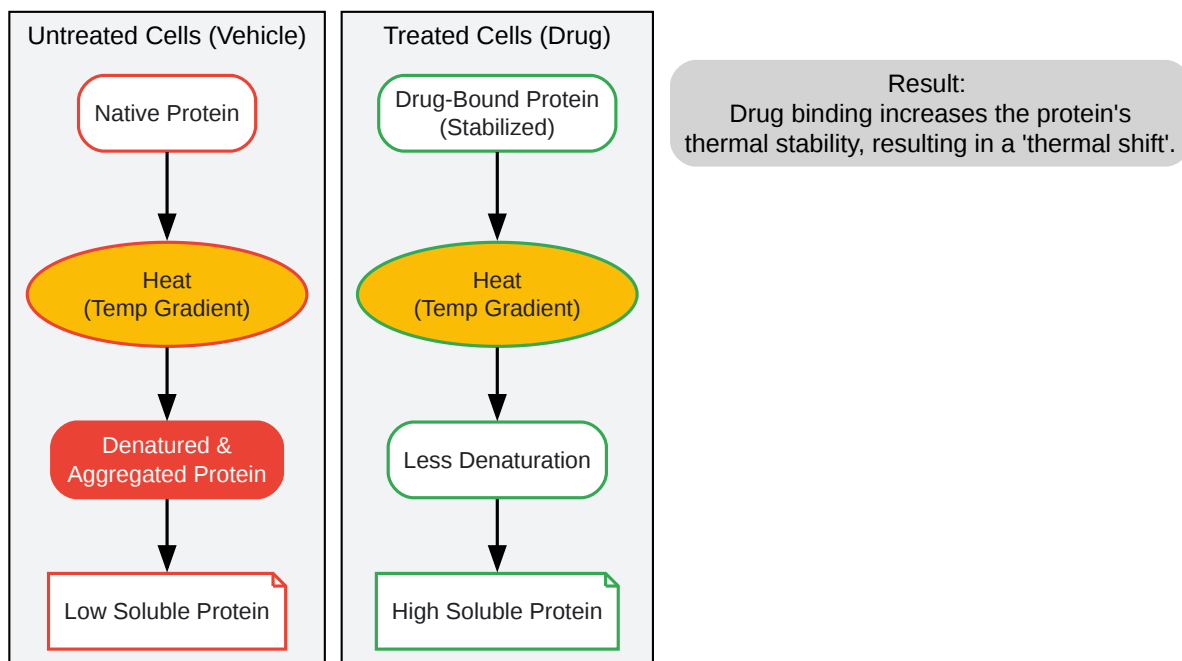 Untreated Cells (Vehicle)
Native Protein
Heat
(Temp Gradient)
Denatured &
Aggregated Protein
Low Soluble Protein
Treated Cells (Drug)
Drug-Bound Protein
(Stabilized)
Heat
(Temp Gradient)
Less Denaturation
High Soluble Protein
Result:
Drug binding increases the protein's
thermal stability, resulting in a 'thermal shift'.